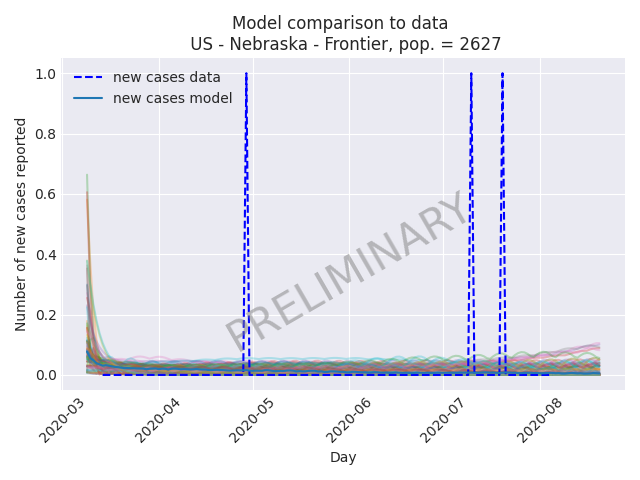 Model comparison to data
US - Nebraska - Frontier, pop. = 2627
new cases data
new cases model
Number of new cases reported
1.0
0.8
0.6
0.4
0.2
0.0
PRELIMINARY
2020-03
2020-04
2020-05
2020-06
2020-07
2020-08
Day